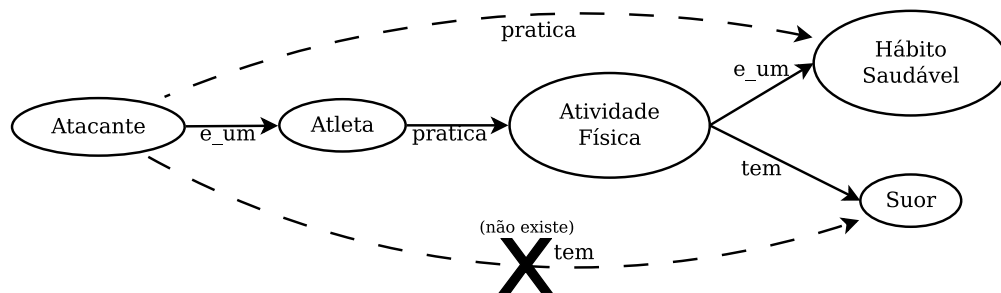 pratica
Hábito
Saudável
e_um
Atacante
e_um
Atleta
pratica
Atividade
Física
tem
Suor
(não existe)
X
tem